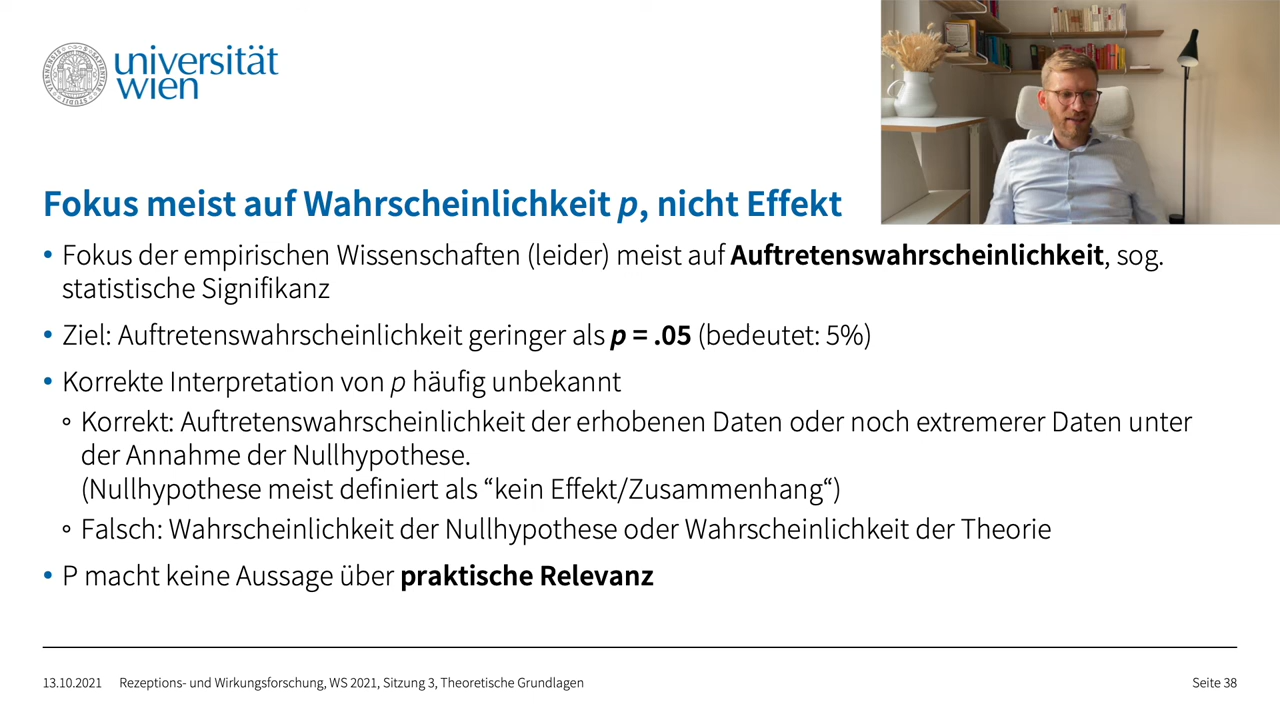 universität
wien
Fokus meist auf Wahrscheinlichkeit p, nicht Effekt
• Fokus der empirischen Wissenschaften (leider) meist auf Auftretenswahrscheinlichkeit, sog.
statistische Signifikanz
• Ziel: Auftretenswahrscheinlichkeit geringer als p = .05 (bedeutet: 5%)
• Korrekte Interpretation von p häufig unbekannt
◦ Korrekt: Auftretenswahrscheinlichkeit der erhobenen Daten oder noch extremerer Daten unter
der Annahme der Nullhypothese.
(Nullhypothese meist definiert als “kein Effekt/Zusammenhang“)
◦ Falsch: Wahrscheinlichkeit der Nullhypothese oder Wahrscheinlichkeit der Theorie
• P macht keine Aussage über praktische Relevanz
13.10.2021 Rezeptions- und Wirkungsforschung, WS 2021, Sitzung 3, Theoretische Grundlagen Seite 38